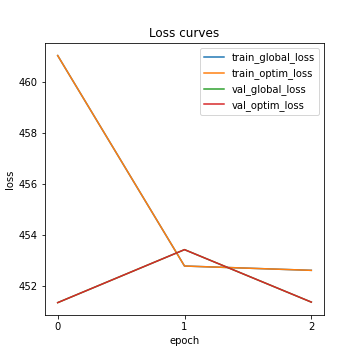 Loss curves
train_global_loss
train_optim_loss
val_global_loss
val_optim_loss
460
458
456
454
452
loss
0 1 2
epoch